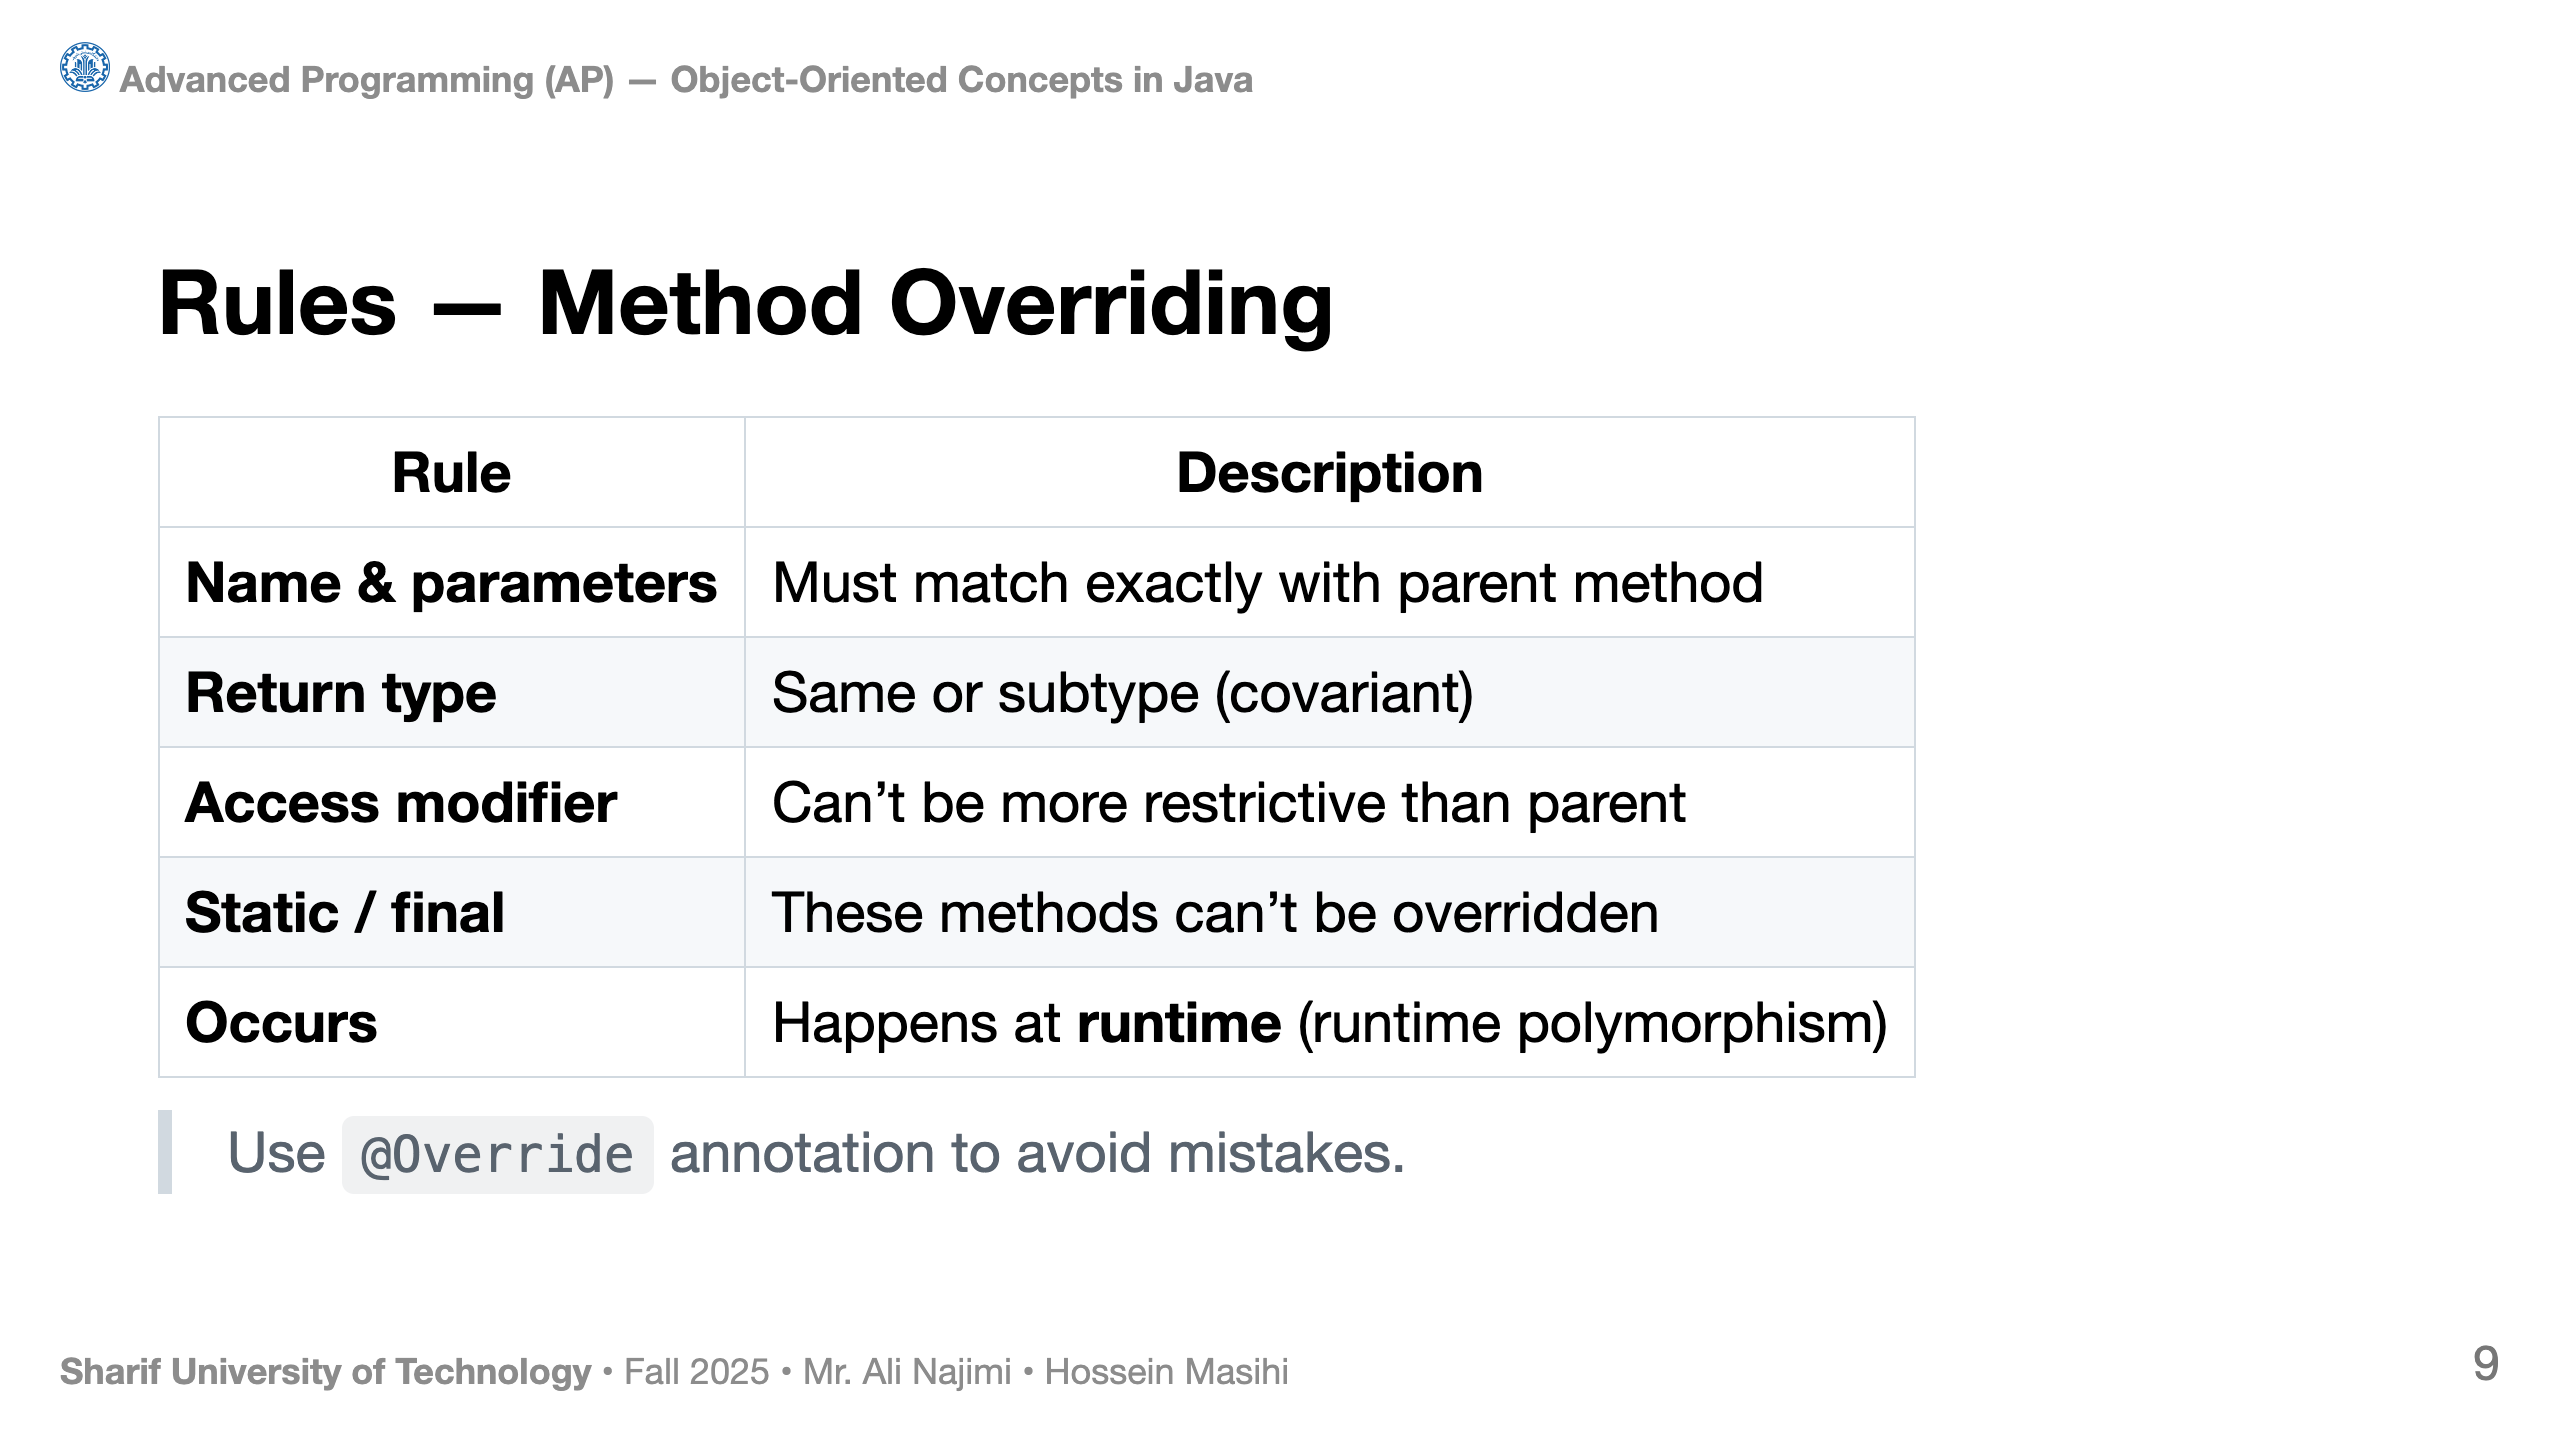 Advanced Programming (AP) — Object-Oriented Concepts in Java
Rules — Method Overriding
Rule Description
Name & parameters Must match exactly with parent method
Return type Same or subtype (covariant)
Access modifier Can’t be more restrictive than parent
Static / final These methods can’t be overridden
Occurs Happens at runtime (runtime polymorphism)
Use @Override annotation to avoid mistakes.
Sharif University of Technology • Fall 2025 • Mr. Ali Najimi • Hossein Masihi
9